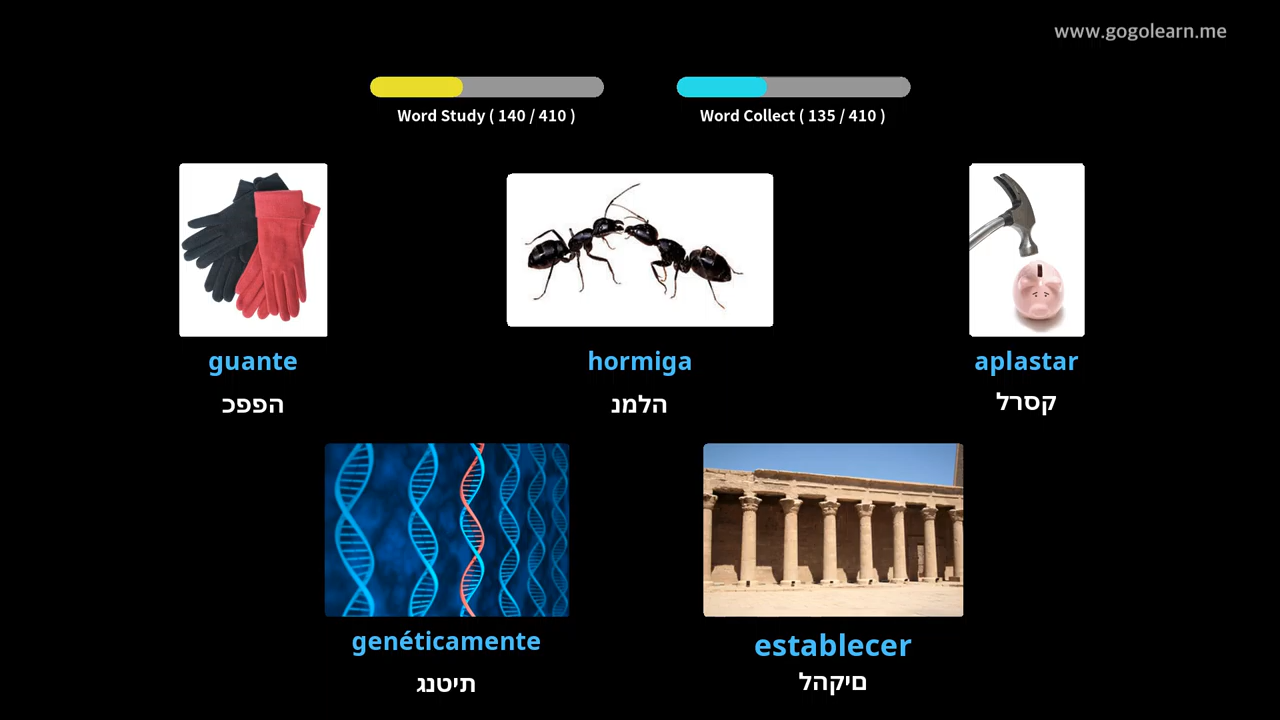 www.gogolearn.me
Word Study ( 140 / 410 )
Word Collect ( 135 / 410 )
guante
הפפכ
hormiga
הלמנ
aplastar
קסרל
genéticamente
תיטנג
establecer
םיקהל